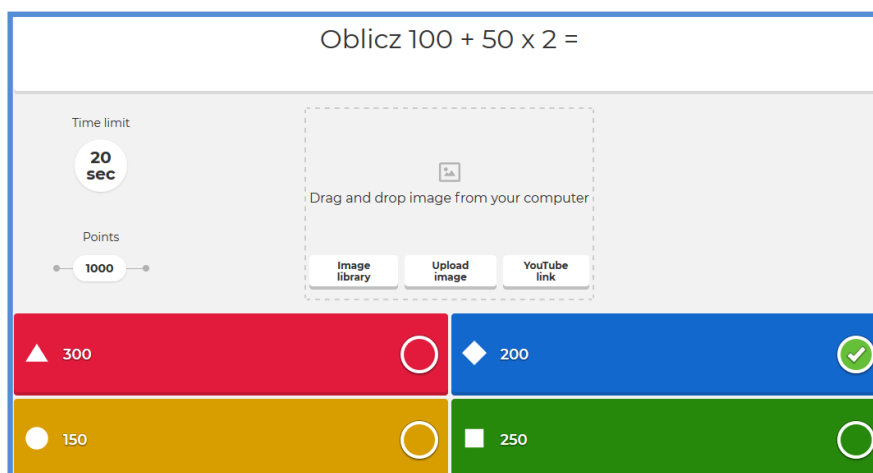 Oblicz 100 + 50 x 2 =
Time limit
20
sec
Drag and drop image from your computer
Points
1000
Image
library
Upload
image
YouTube
link
300
200
150
250